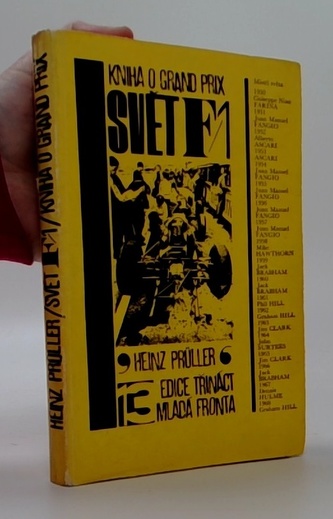 HEINZ PRÜLLER/SVĚT F1/KNIHA O GRAND PRIX
KNIHA O GRAND PRIX
SVĚT F1
HEINZ PRÜLLER
13 EDICE TŘINÁCT
MLADÁ FRONTA
Mistři světa
1950
Giuseppe Nino
FARINA
1951
Juan Manuel
FANGIO
1952
Alberto
ASCARI
1953
ASCARI
1954
Juan Manuel
FANGIO
1955
Juan Manuel
FANGIO
1956
Juan Manuel
FANGIO
1957
Juan Manuel
FANGIO
1958
Mike
HAWTHORN
1959
Jack
BRABHAM
1960
Jack
BRABHAM
1961
Phil HILL
1962
Graham HILL
1963
Jim CLARK
1964
John
SURTEES
1965
Jim CLARK
1966
Jack
BRABHAM
1967
Dennis
HULME
1968
Graham HILL